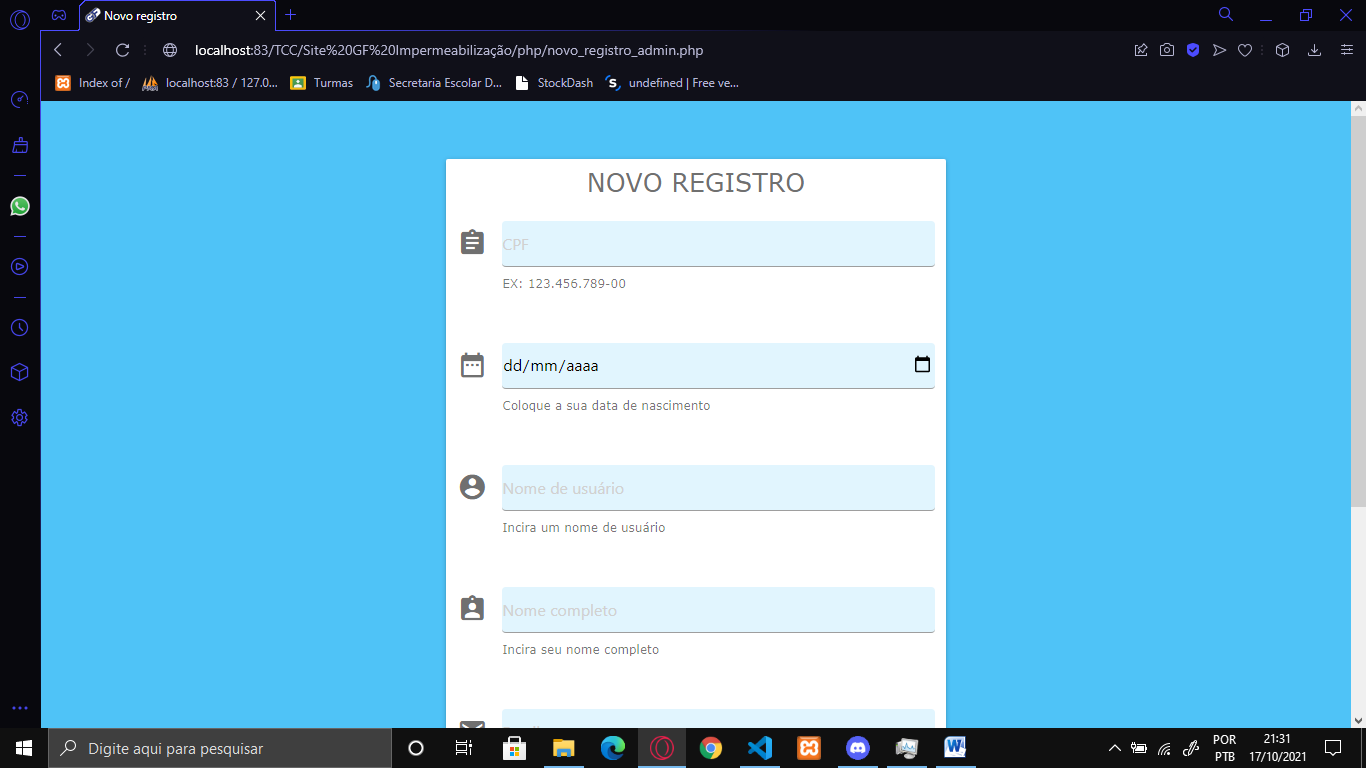 Novo registro
localhost:83/TCC/Site%20GF%20Impermeabilização/php/novo_registro_admin.php
Index of /
localhost:83 / 127.0...
Turmas
Secretaria Escolar D...
StockDash
undefined | Free ve...
NOVO REGISTRO
CPF
EX: 123.456.789-00
dd/mm/aaaa
Coloque a sua data de nascimento
Nome de usuário
Incira um nome de usuário
Nome completo
Incira seu nome completo
Digite aqui para pesquisar
POR
PTB
21:31
17/10/2021